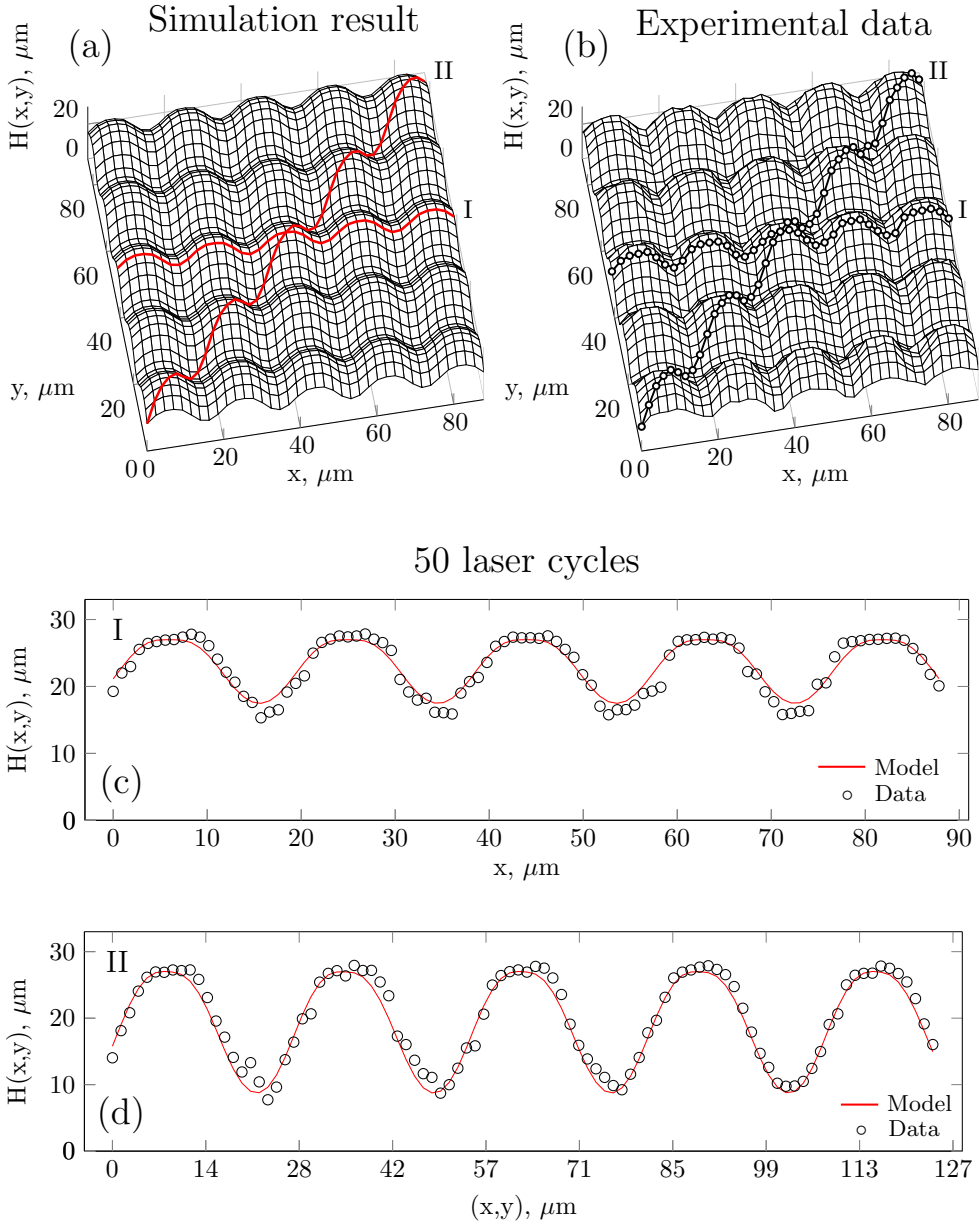 Simulation result
Experimental data
(a)
(b)
H(x,y), μm
20
0
80
60
40
20
0
y, μm
0
20
40
60
80
x, μm
I
II
H(x,y), μm
20
0
80
60
40
20
0
y, μm
0
20
40
60
80
x, μm
I
II
50 laser cycles
I
(c)
H(x,y), μm
30
20
10
0
0 10 20 30 40 50 60 70 80 90
x, μm
Model
Data
II
(d)
H(x,y), μm
30
20
10
0
0 14 28 42 57 71 85 99 113 127
(x,y), μm
Model
Data